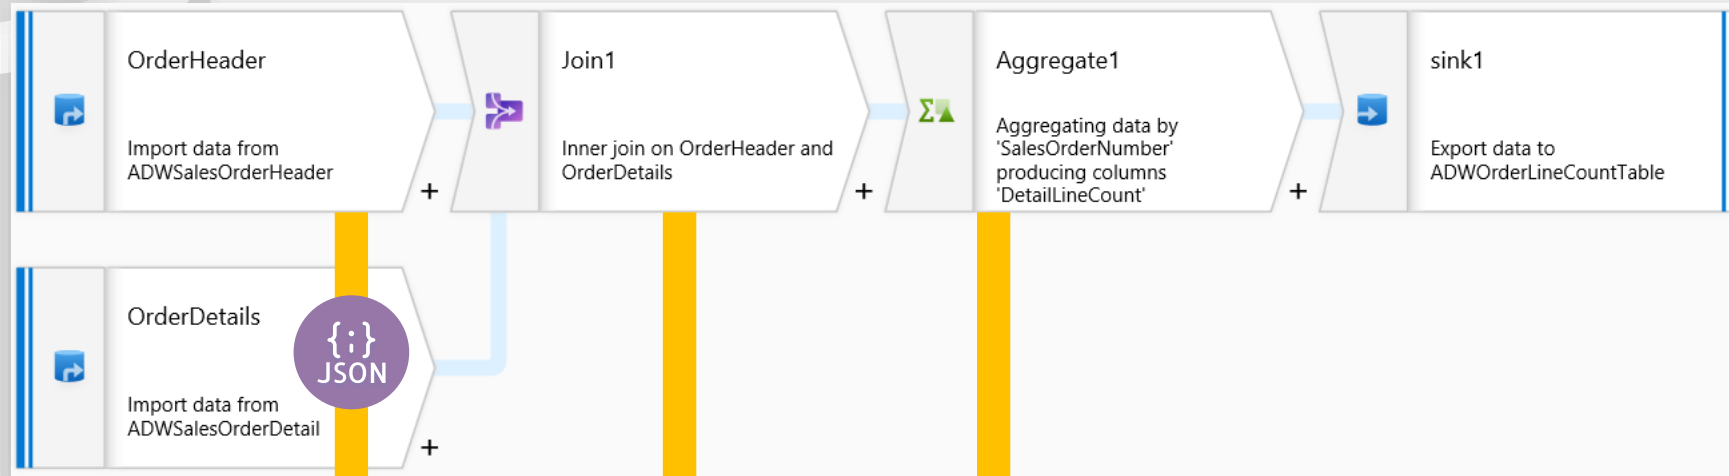 OrderHeader
Import data from
ADWSalesOrderHeader
+
Join1
Inner join on OrderHeader and
OrderDetails
+
Aggregate1
Aggregating data by
'SalesOrderNumber'
producing columns
'DetailLineCount'
+
sink1
Export data to
ADWOrderLineCountTable
OrderDetails
Import data from
ADWSalesOrderDetail
+
{;}
JSON